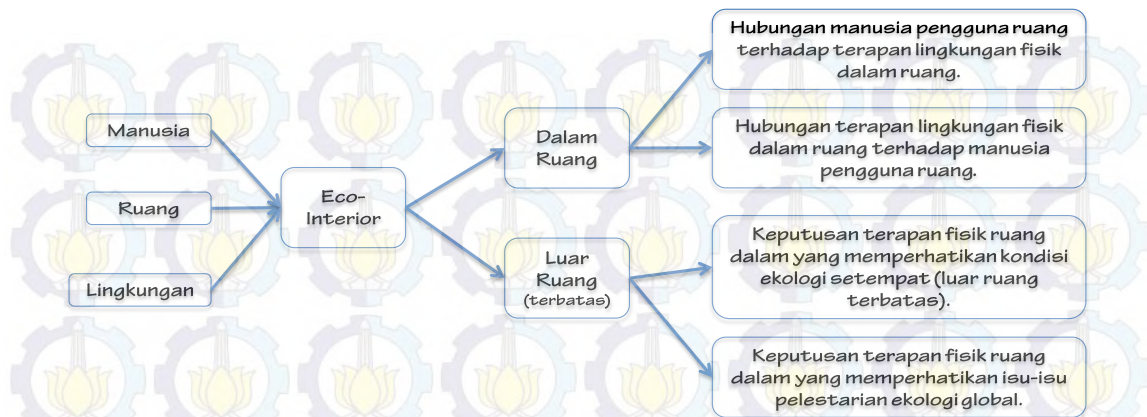 Manusia
Ruang
Lingkungan
Eco-
Interior
Dalam
Ruang
Luar
Ruang
(terbatas)
Hubungan manusia pengguna ruang
terhadap terapan lingkungan fisik
dalam ruang.
Hubungan terapan lingkungan fisik
dalam ruang terhadap manusia
pengguna ruang.
Keputusan terapan fisik ruang
dalam yang memperhatikan kondisi
ekologi setempat (luar ruang
terbatas).
Keputusan terapan fisik ruang
dalam yang memperhatikan isu-isu
pelestarian ekologi global.